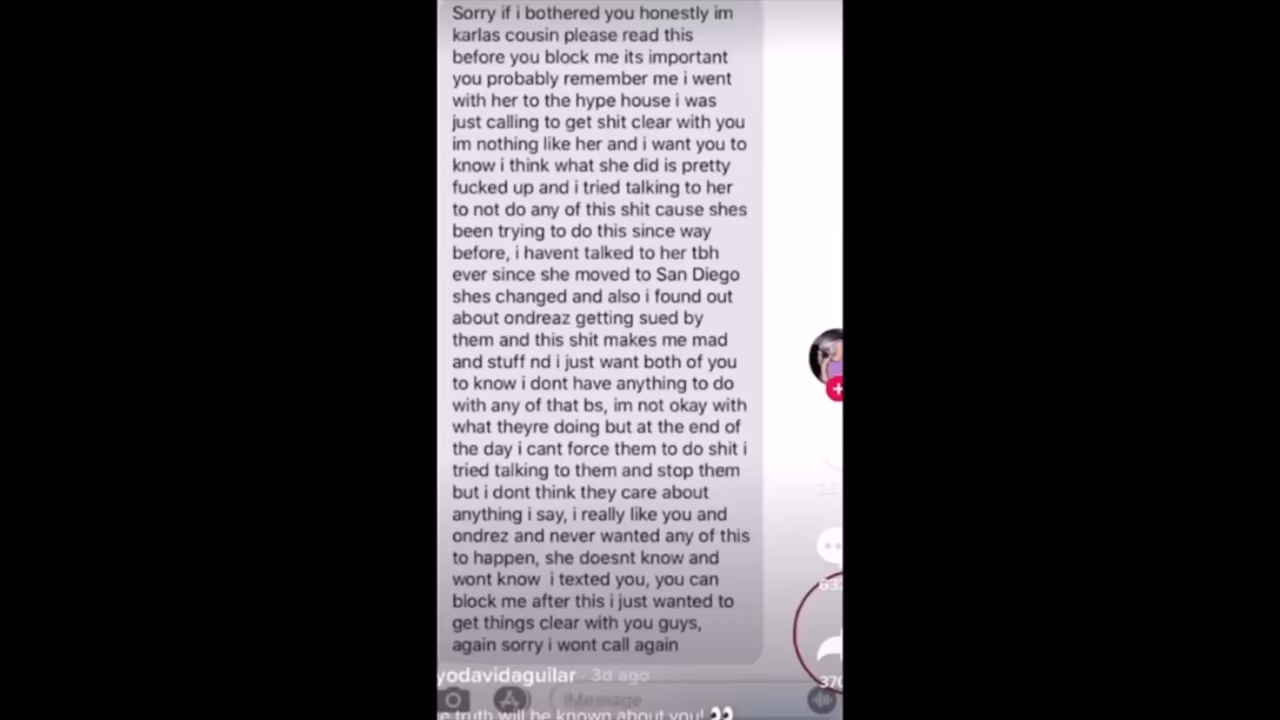 Sorry if i bothered you honestly im
karlas cousin please read this
before you block me its important
you probably remember me i went
with her to the hype house i was
just calling to get shit clear with you
im nothing like her and i want you to
know i think what she did is pretty
fucked up and i tried talking to her
to not do any of this shit cause shes
been trying to do this since way
before, i havent talked to her tbh
ever since she moved to San Diego
shes changed and also i found out
about ondreaz getting sued by
them and this shit makes me mad
and stuff nd i just want both of you
to know i dont have anything to do
with any of that bs, im not okay with
what theyre doing but at the end of
the day i cant force them to do shit i
tried talking to them and stop them
but i dont think they care about
anything i say, i really like you and
ondrez and never wanted any of this
to happen, she doesnt know and
wont know  i texted you, you can
block me after this i just wanted to
get things clear with you guys,
again sorry i wont call again
yodavidaguilar · 3d ago
iMessage
truth will be known about you! 👀
370